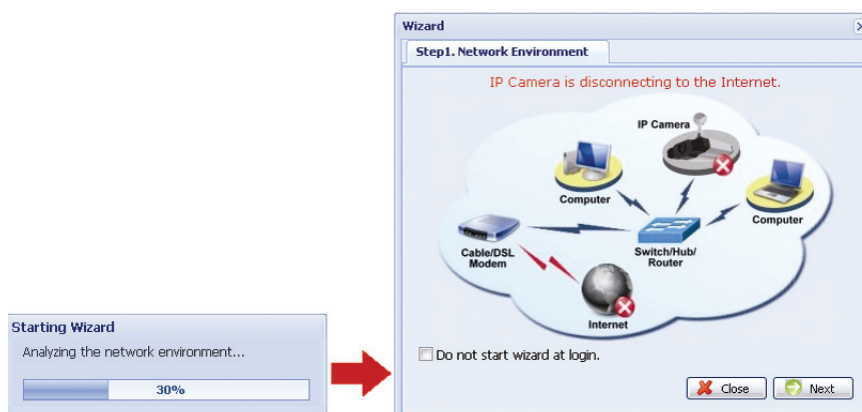 Starting Wizard
Analyzing the network environment...
30%
Wizard
Step1. Network Environment
IP Camera is disconnecting to the Internet.
IP Camera
Computer
Computer
Cable/DSL
Modem
Switch/Hub/
Router
Internet
Do not start wizard at login.
Close
Next